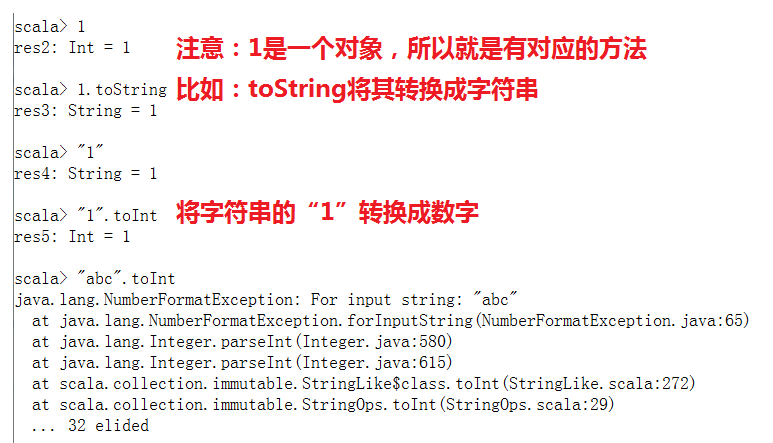 scala> 1
res2: Int = 1
注意：1是一个对象，所以就是有对应的方法
scala> 1.toString
比如：toString将其转换成字符串
res3: String = 1
scala> "1"
res4: String = 1
scala> "1".toInt
将字符串的“1”转换成数字
res5: Int = 1
scala> "abc".toInt
java.lang.NumberFormatException: For input string: "abc"
at java.lang.NumberFormatException.forInputString(NumberFormatException.java:65)
at java.lang.Integer.parseInt(Integer.java:580)
at java.lang.Integer.parseInt(Integer.java:615)
at scala.collection.immutable.StringLike$class.toInt(StringLike.scala:272)
at scala.collection.immutable.StringOps.toInt(StringOps.scala:29)
... 32 elided